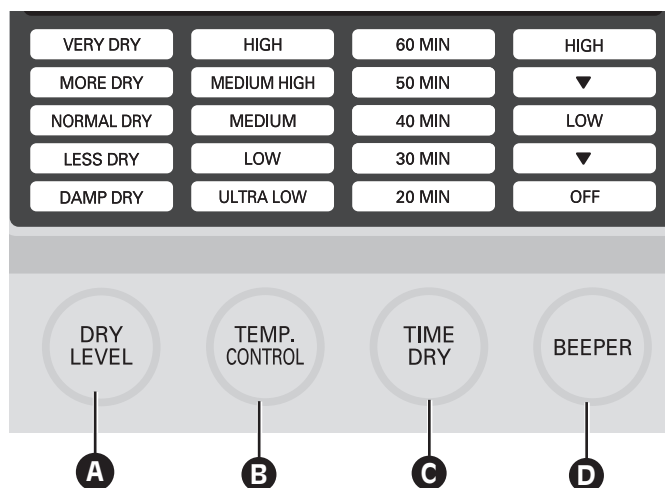 VERY DRY HIGH 60 MIN HIGH
MORE DRY MEDIUM HIGH 50 MIN ▼
NORMAL DRY MEDIUM 40 MIN LOW
LESS DRY LOW 30 MIN ▼
DAMP DRY ULTRA LOW 20 MIN OFF
DRY LEVEL
TEMP. CONTROL
TIME DRY
BEEPER
A B C D